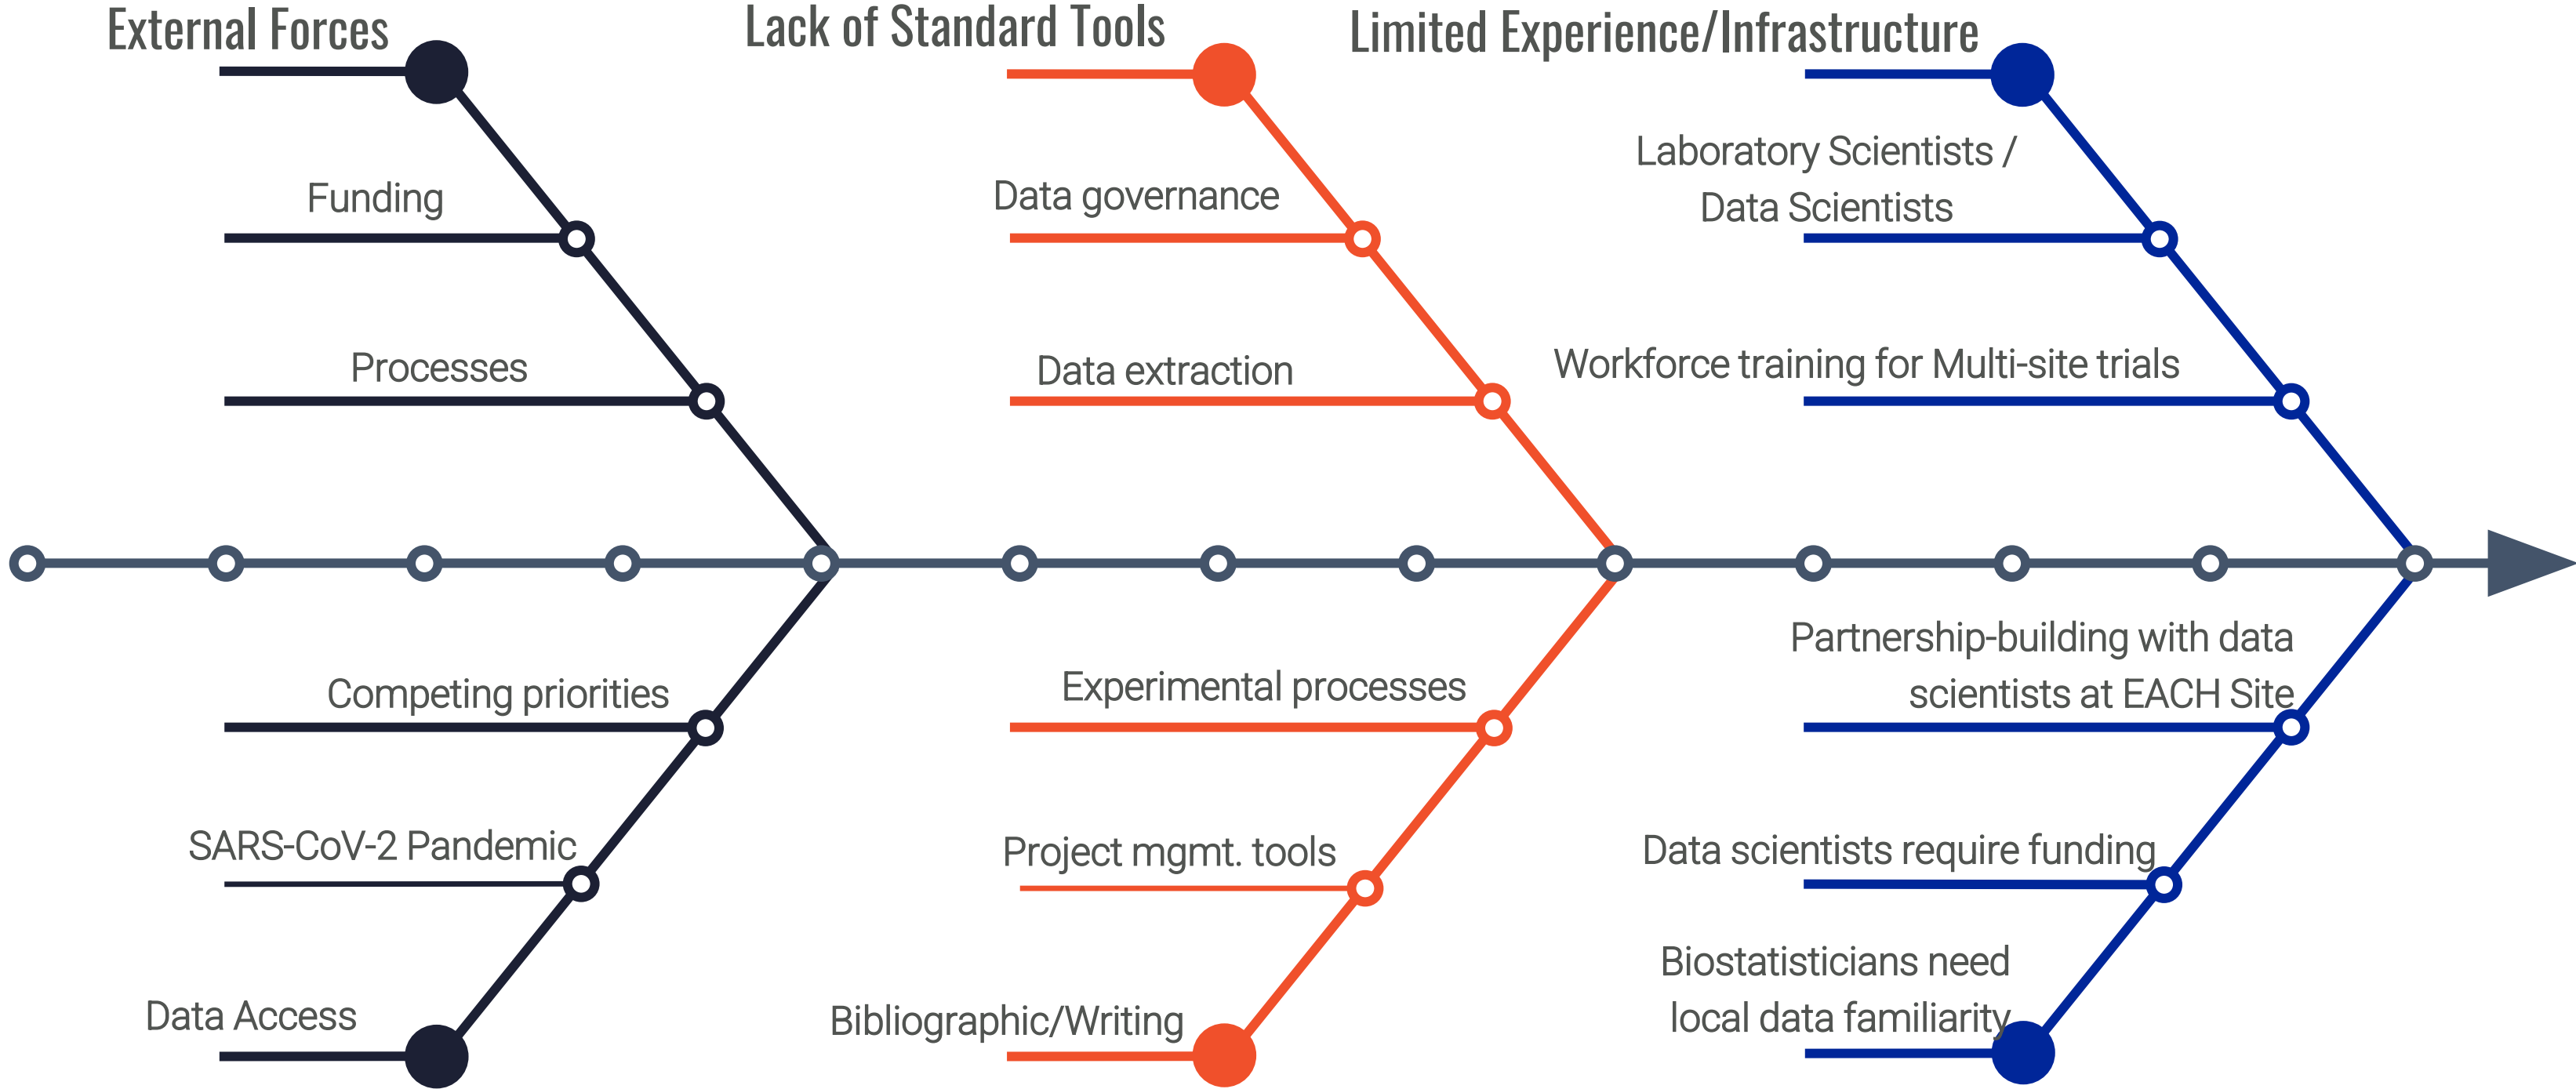 External Forces
Funding
Processes
Competing priorities
SARS-CoV-2 Pandemic
Data Access
Lack of Standard Tools
Data governance
Data extraction
Experimental processes
Project mgmt. tools
Bibliographic/Writing
Limited Experience/Infrastructure
Laboratory Scientists /
Data Scientists
Workforce training for Multi-site trials
Partnership-building with data
scientists at EACH Site
Data scientists require funding
Biostatisticians need
local data familiarity